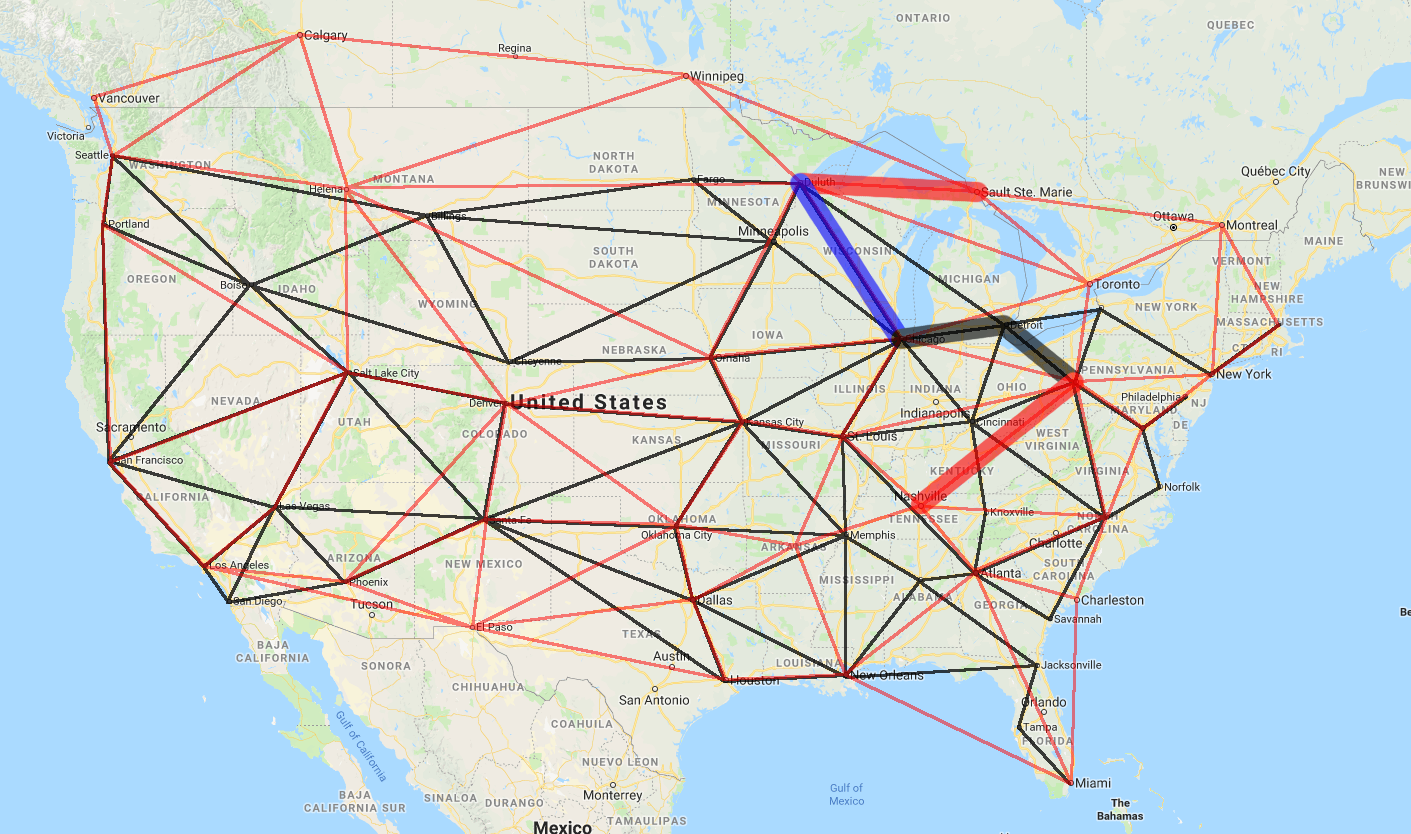 ONTARIO
QUEBEC
Calgary
Regina
Winnipeg
Vancouver
Victoria
Seattle
WASHINGTON
NORTH
DAKOTA
MONTANA
Helena
Fargo
Duluth
Sault Ste. Marie
Québec City
NEW
BRUNSWI
MINNESOTA
Billings
Portland
Ottawa
Montreal
Minneapolis
MAINE
SOUTH
DAKOTA
WISCONSIN
VERMONT
OREGON
Boise
IDAHO
MICHIGAN
Toronto
NEW
HAMPSHIRE
WYOMING
NEW YORK
MASSACHUSETTS
Detroit
IOWA
Chicago
CT
RI
NEBRASKA
Cheyenne
Omaha
PENNSYLVANIA
New York
Salt Lake City
ILLINOIS
INDIANA
OHIO
Philadelphia
NJ
NEVADA
Denver
United States
MARYLAND
Indianapolis
DE
Sacramento
UTAH
COLORADO
KANSAS
Kansas City
MISSOURI
St. Louis
Cincinnati
WEST
VIRGINIA
San Francisco
KENTUCKY
VIRGINIA
CALIFORNIA
Norfolk
Las Vegas
Nashville
TENNESSEE
Knoxville
Santa Fe
OKLAHOMA
Oklahoma City
NORTH
CAROLINA
Memphis
ARKANSAS
Charlotte
ARIZONA
NEW MEXICO
Los Angeles
Phoenix
MISSISSIPPI
Atlanta
SOUTH
CAROLINA
San Diego
Tucson
Dallas
ALABAMA
GEORGIA
Charleston
El Paso
TEXAS
Savannah
BAJA
CALIFORNIA
SONORA
Austin
LOUISIANA
Jacksonville
Be
CHIHUAHUA
Houston
New Orleans
San Antonio
Orlando
Gulf of California
COAHUILA
Tampa
FLORIDA
NUEVO LEON
Monterrey
Gulf of
Mexico
Miami
BAJA
CALIFORNIA SUR
SINALOA
DURANGO
The
Bahamas
TAMAULIPAS
Mexico